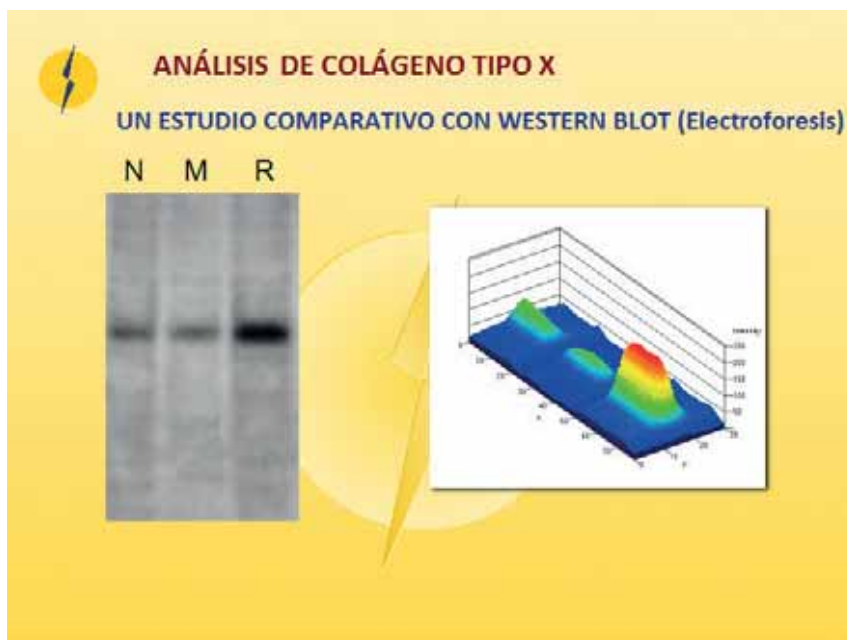 ANÁLISIS DE COLÁGENO TIPO X
UN ESTUDIO COMPARATIVO CON WESTERN BLOT (Electroforesis)
N M R